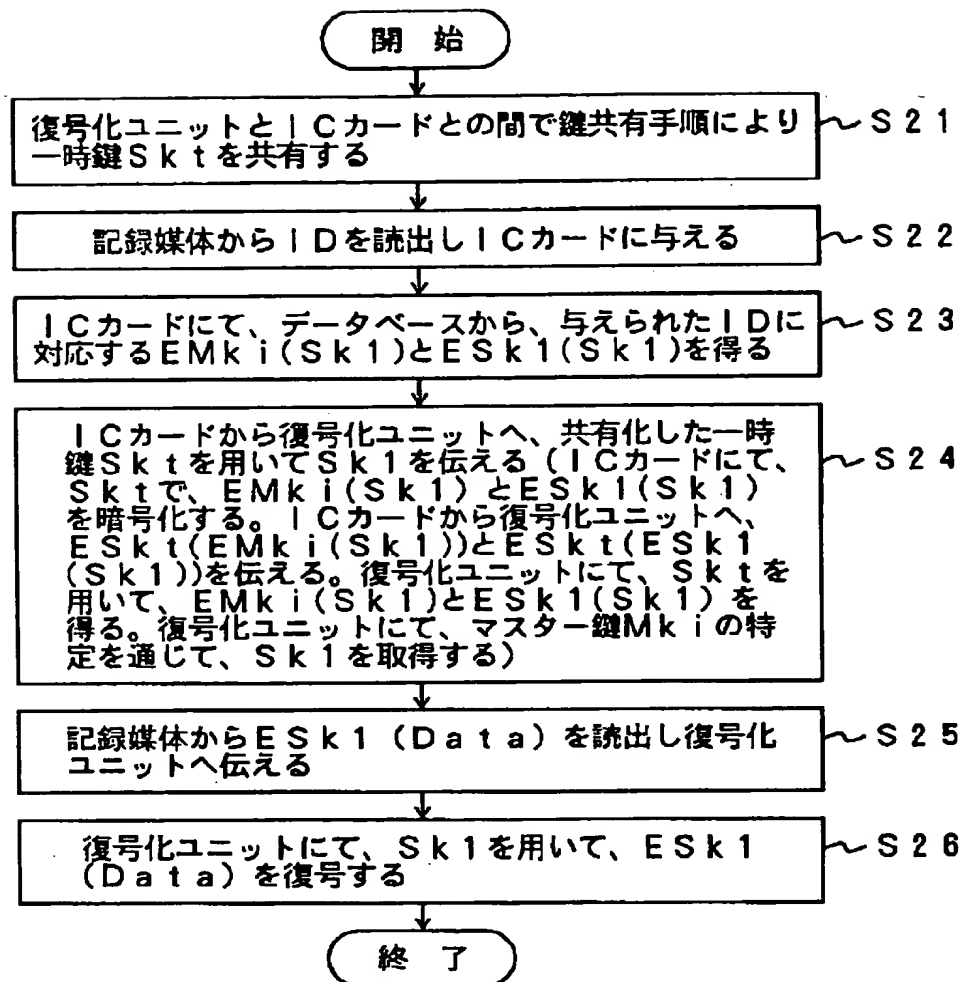 開 始
復号化ユニットとICカードとの間で鍵共有手順により ~S21
一時鍵Sktを共有する
記録媒体からIDを読出しICカードに与える ~S22
ICカードにて、データベースから、与えられたIDに ~S23
対応するEMki(Sk1)とESk1(Sk1)を得る
ICカードから復号化ユニットへ、共有化した一時
鍵Sktを用いてSk1を伝える(ICカードにて、 ~S24
Sktで、EMki(Sk1)とESk1(Sk1)
を暗号化する。ICカードから復号化ユニットへ、
ESkt(EMki(Sk1))とESkt(ESk1
(Sk1))を伝える。復号化ユニットにて、Sktを
用いて、EMki(Sk1)とESk1(Sk1)を
得る。復号化ユニットにて、マスター鍵Mkiの特
定を通じて、Sk1を取得する)
記録媒体からESk1(Data)を読出し復号化 ~S25
ユニットへ伝える
復号化ユニットにて、Sk1を用いて、ESk1 ~S26
(Data)を復号する
終 了